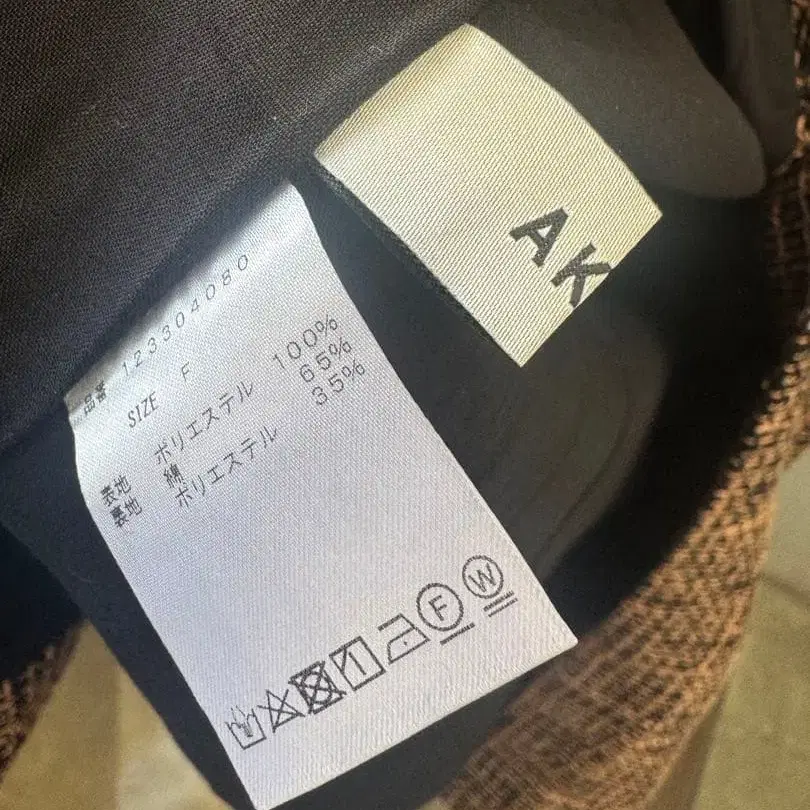 AK
品番 123304080
SIZE F
表地 ポリエステル 100%
裏地 綿 65%
ポリエステル 35%
F
W